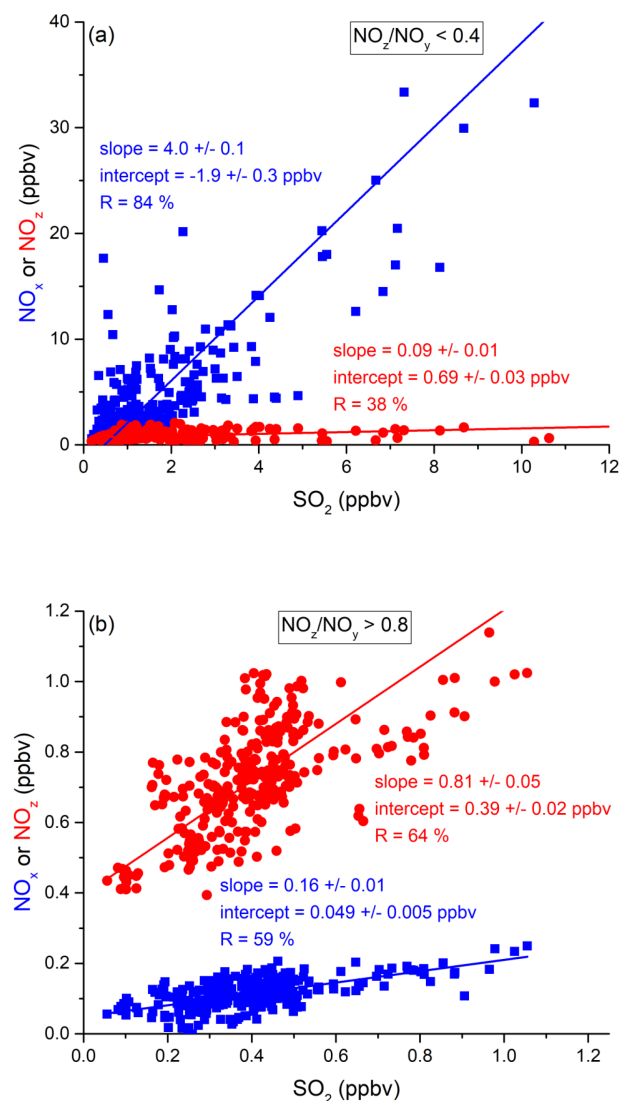 (a)
NOz/NOy < 0.4
40
30
20
10
0
NOx or NOz (ppbv)
slope = 4.0 +/- 0.1
intercept = -1.9 +/- 0.3 ppbv
R = 84 %
slope = 0.09 +/- 0.01
intercept = 0.69 +/- 0.03 ppbv
R = 38 %
0 2 4 6 8 10 12
SO2 (ppbv)
(b)
NOz/NOy > 0.8
1.2
1.0
0.8
0.6
0.4
0.2
0.0
NOx or NOz (ppbv)
slope = 0.81 +/- 0.05
intercept = 0.39 +/- 0.02 ppbv
R = 64 %
slope = 0.16 +/- 0.01
intercept = 0.049 +/- 0.005 ppbv
R = 59 %
0.0 0.2 0.4 0.6 0.8 1.0 1.2
SO2 (ppbv)